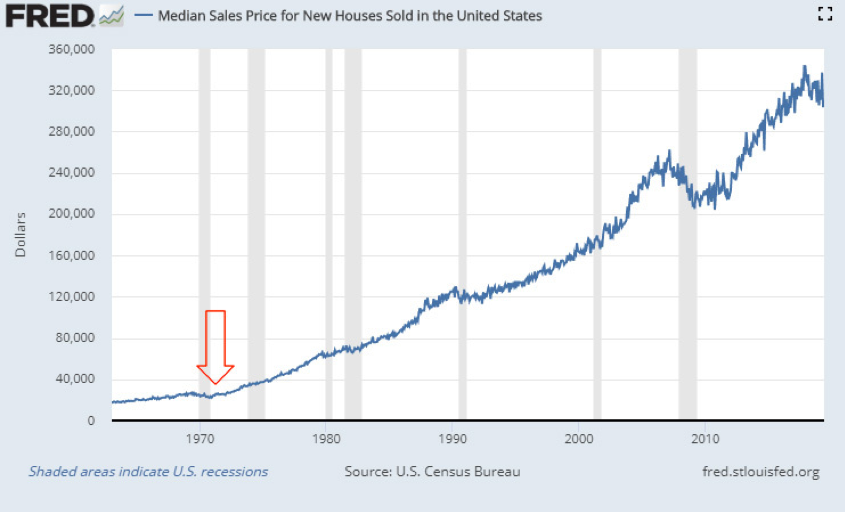 FRED
Median Sales Price for New Houses Sold in the United States
360,000
320,000
280,000
240,000
200,000
160,000
120,000
80,000
40,000
0
Dollars
1970
1980
1990
2000
2010
Shaded areas indicate U.S. recessions
Source: U.S. Census Bureau
fred.stlouisfed.org